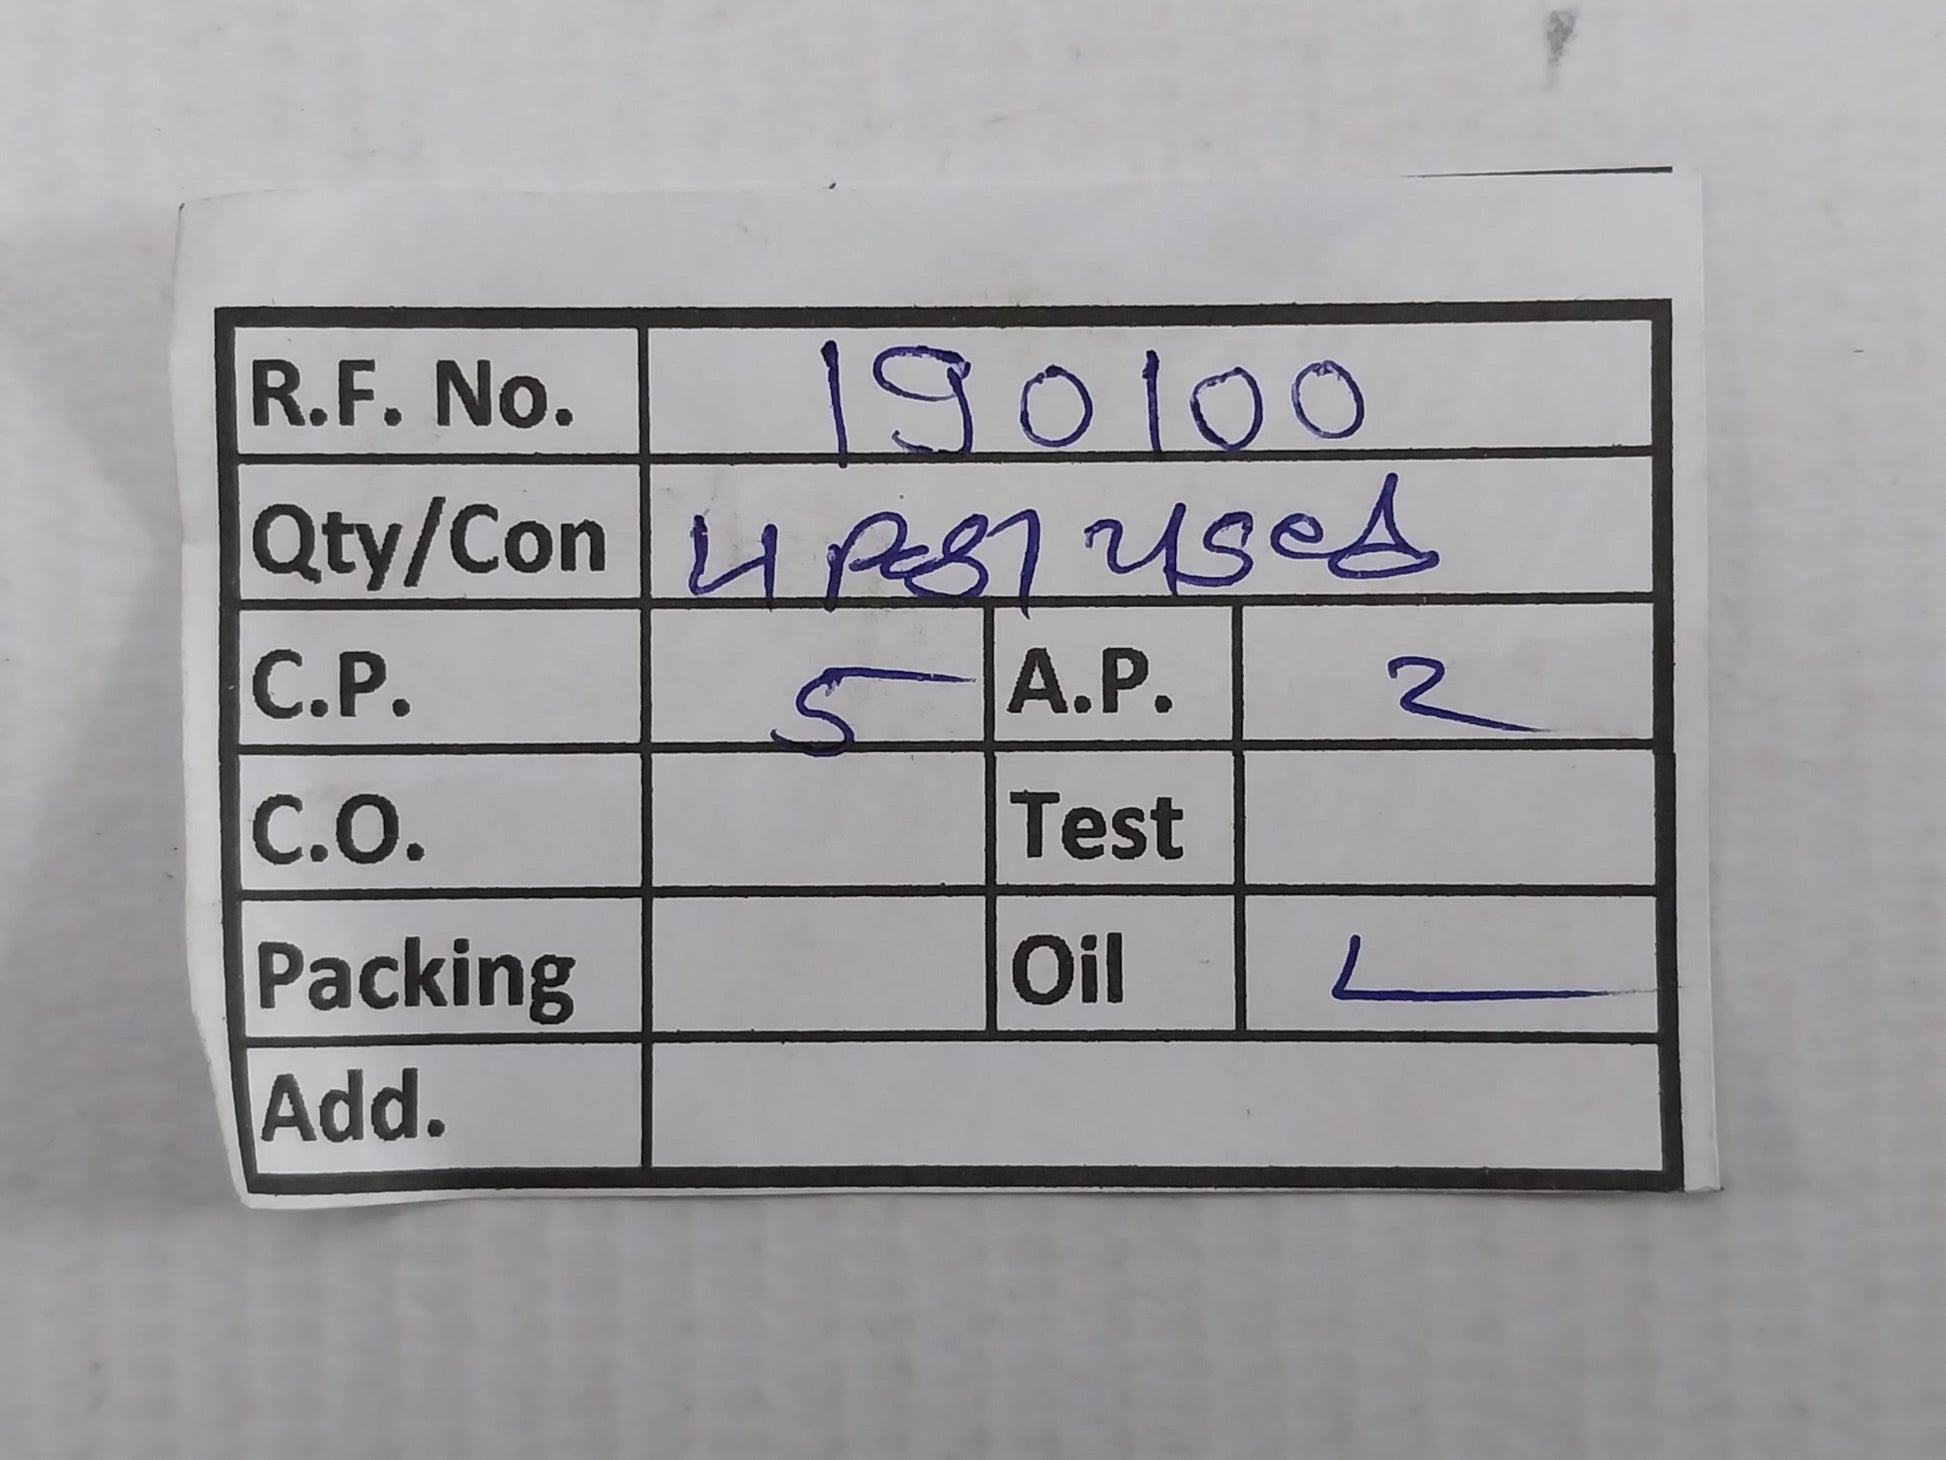 R.F. No. 190100
Qty/Con 4 Pcs/ used
C.P. 5 A.P. 2
C.O. Test
Packing Oil
Add.